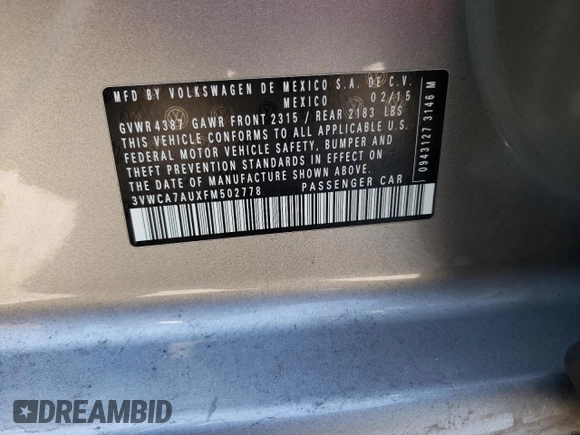 MFD BY VOLKSWAGEN DE MEXICO S.A. DE C.V.
MEXICO 02/15
GVWR 4387 GAWR FRONT 2315 / REAR 2183 LBS
THIS VEHICLE CONFORMS TO ALL APPLICABLE U.S.
FEDERAL MOTOR VEHICLE SAFETY, BUMPER AND
THEFT PREVENTION STANDARDS IN EFFECT ON
THE DATE OF MANUFACTURE SHOWN ABOVE.
3VWCA7AUXFM502778 PASSENGER CAR
0943127 3146 M
DREAMBID